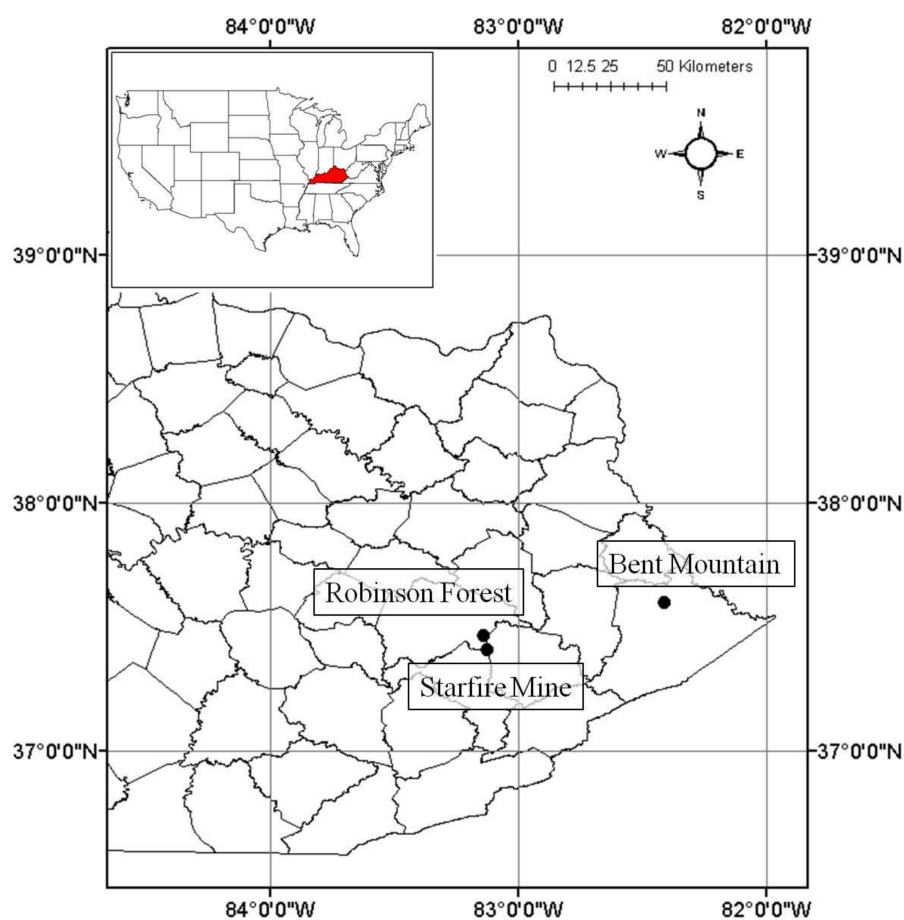 84°0'0"W 83°0'0"W 82°0'0"W
0 12.5 25 50 Kilometers
N
W E
S
39°0'0"N 39°0'0"N
38°0'0"N 38°0'0"N
Bent Mountain
Robinson Forest
Starfire Mine
37°0'0"N 37°0'0"N
84°0'0"W 83°0'0"W 82°0'0"W